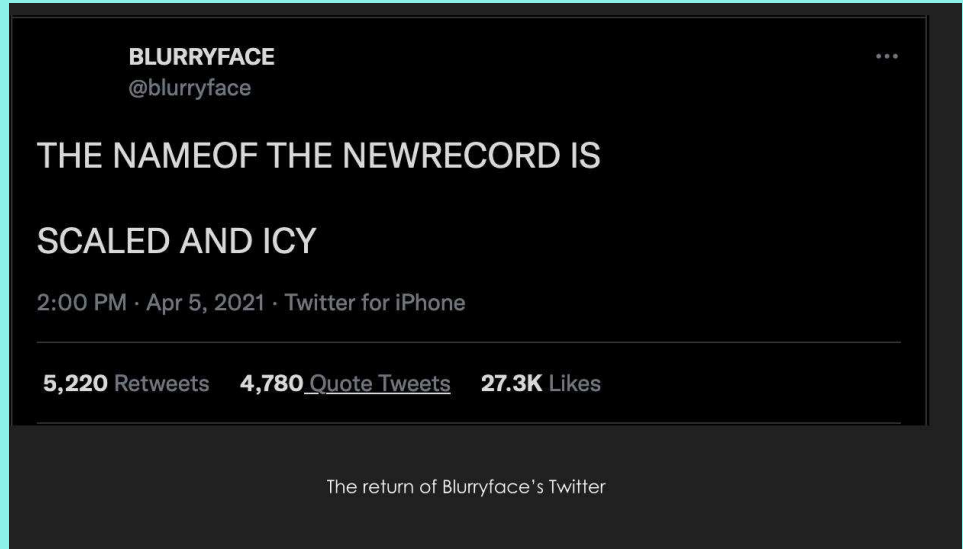 BLURRYFACE
@blurryface
THE NAMEOF THE NEWRECORD IS
SCALED AND ICY
2:00 PM · Apr 5, 2021 · Twitter for iPhone
5,220 Retweets 4,780 Quote Tweets 27.3K Likes
The return of Blurryface’s Twitter